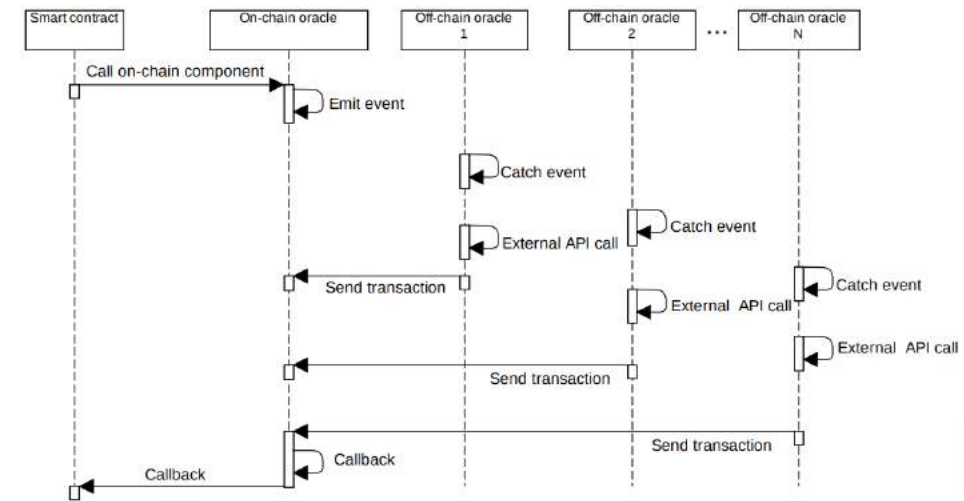 Smart contract
On-chain oracle
Off-chain oracle
1
Off-chain oracle
2
...
Off-chain oracle
N
Call on-chain component
Emit event
Catch event
Catch event
External API call
Catch event
Send transaction
External API call
External API call
Send transaction
Send transaction
Callback
Callback